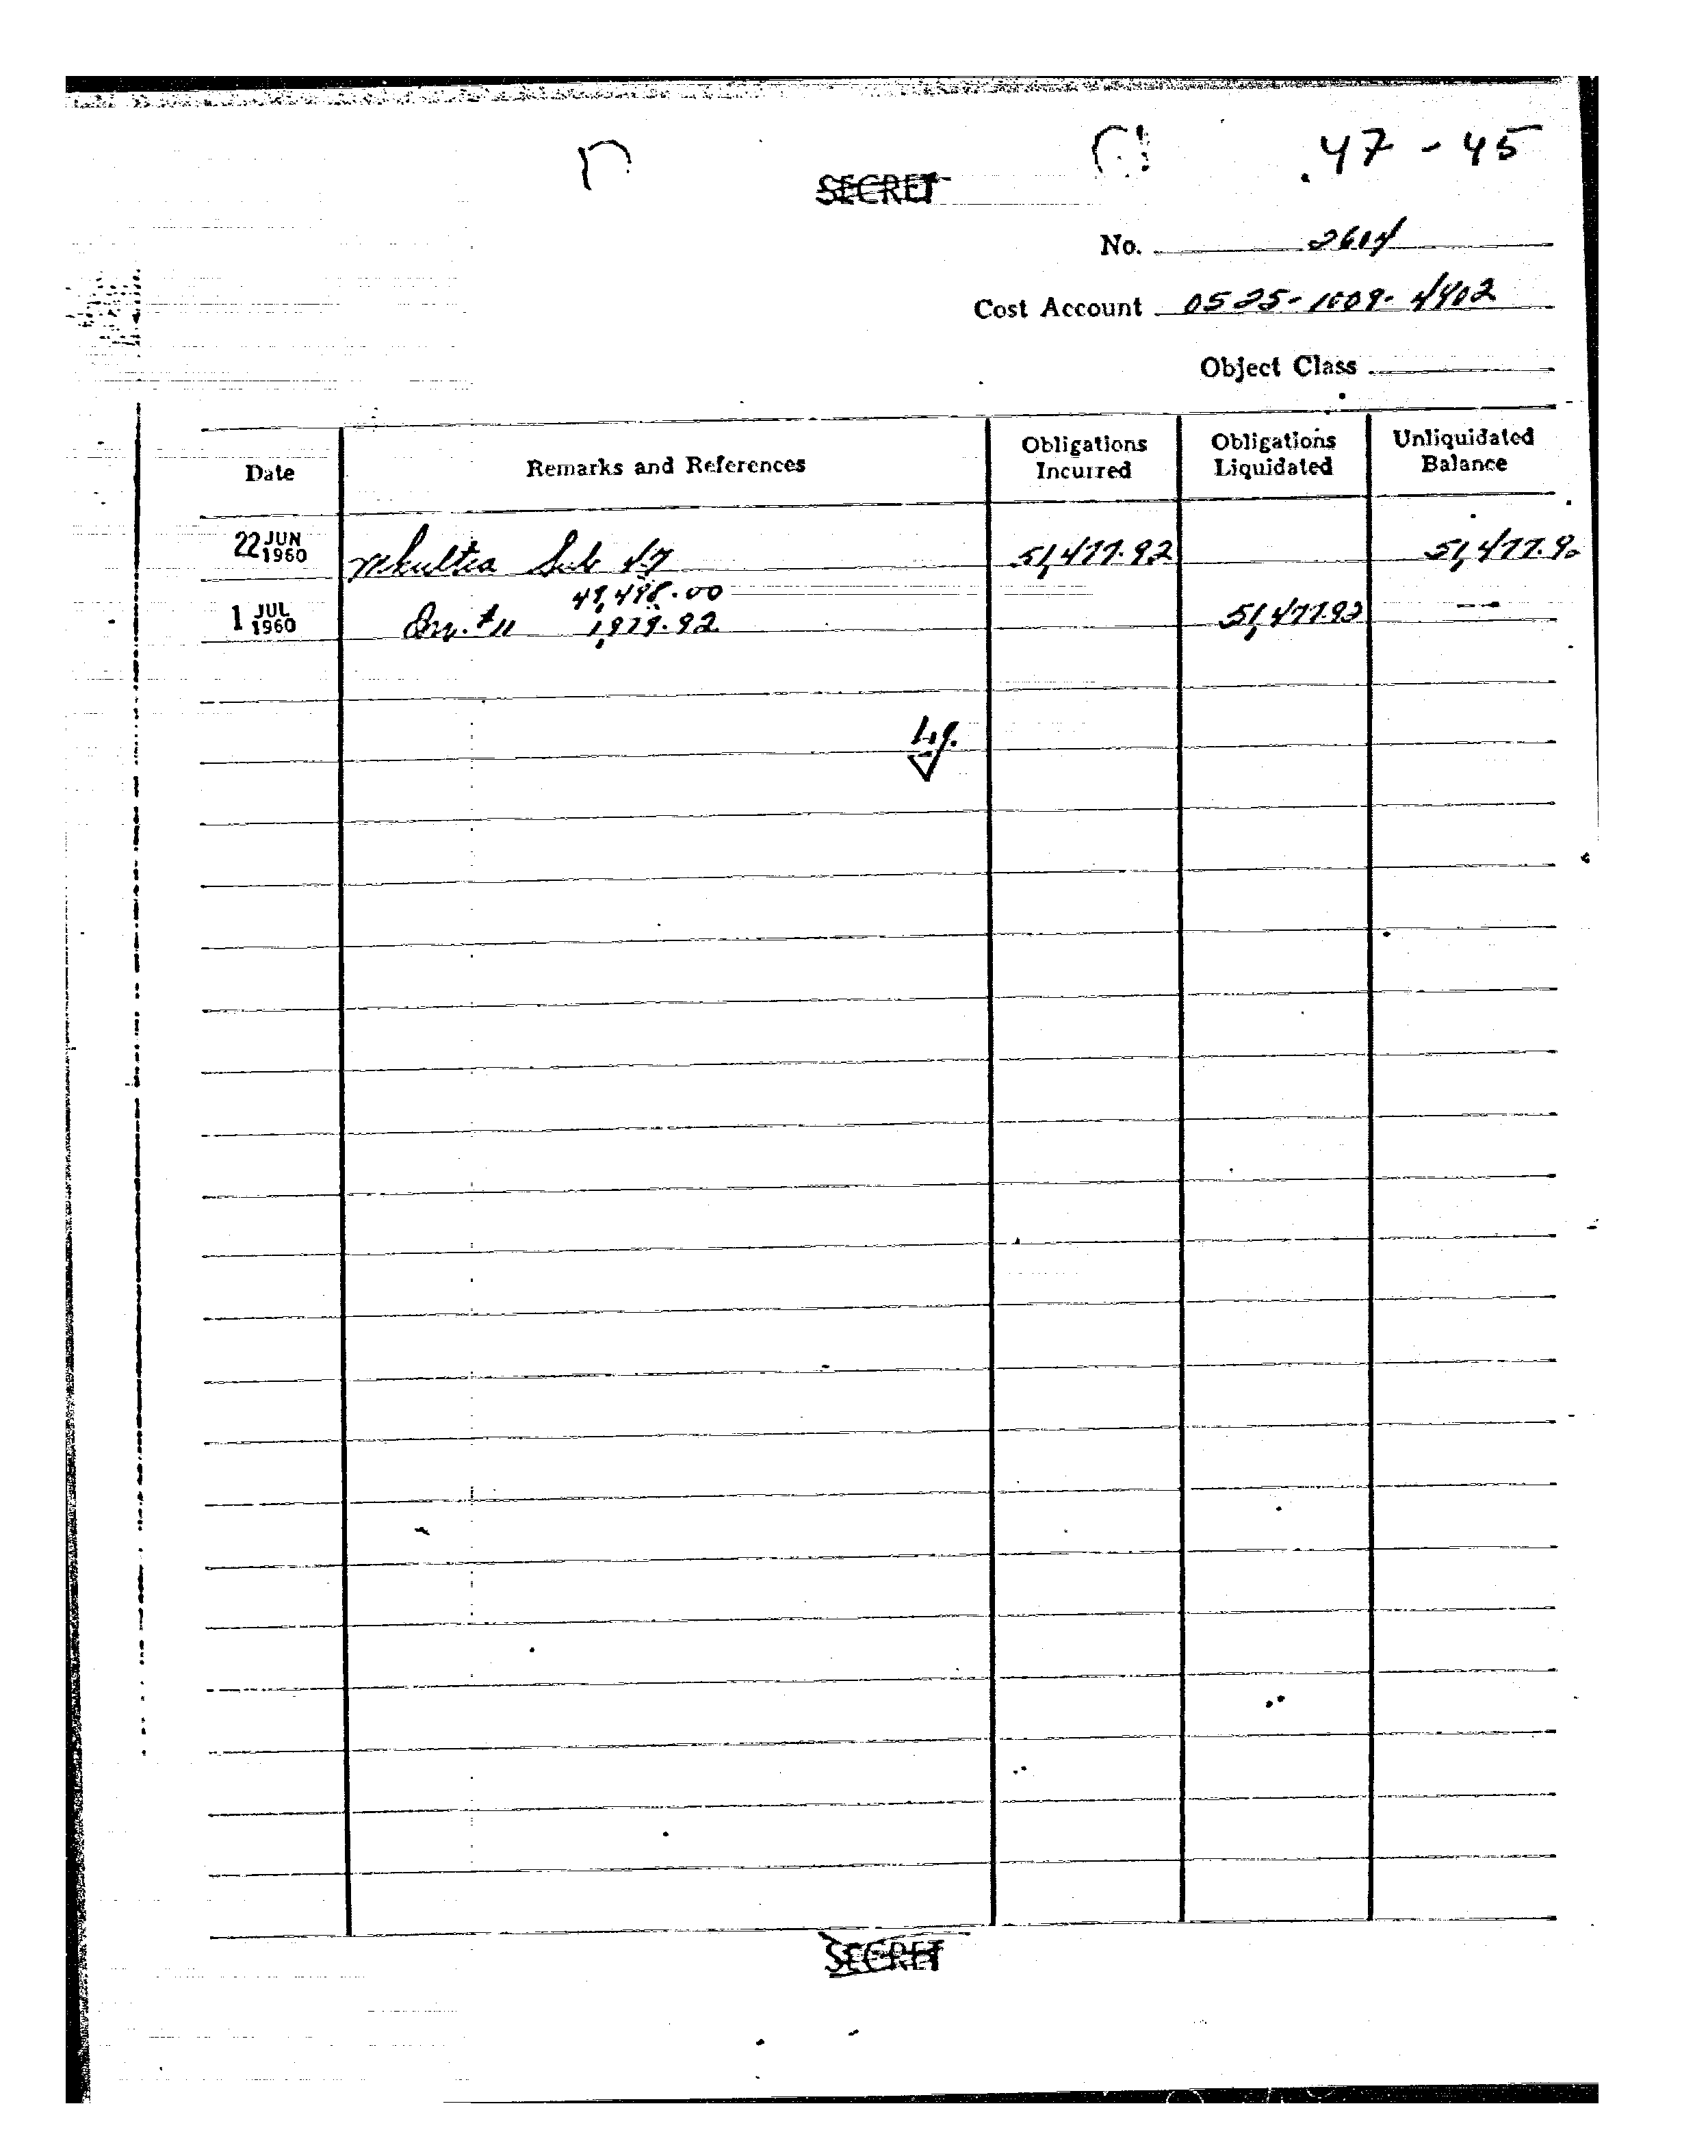 47 - 45
SECRET
No. 2614
Cost Account 0525-1009-4402
Object Class
Date Remarks and References Obligations Incurred Obligations Liquidated Unliquidated Balance
22 JUN 1960 Mkultra Sub 47 51,477.92 51,477.92
49,498.00
1 JUL 1960 Inv. #11 1,979.92 51,477.92 —
Liq.
SECRET